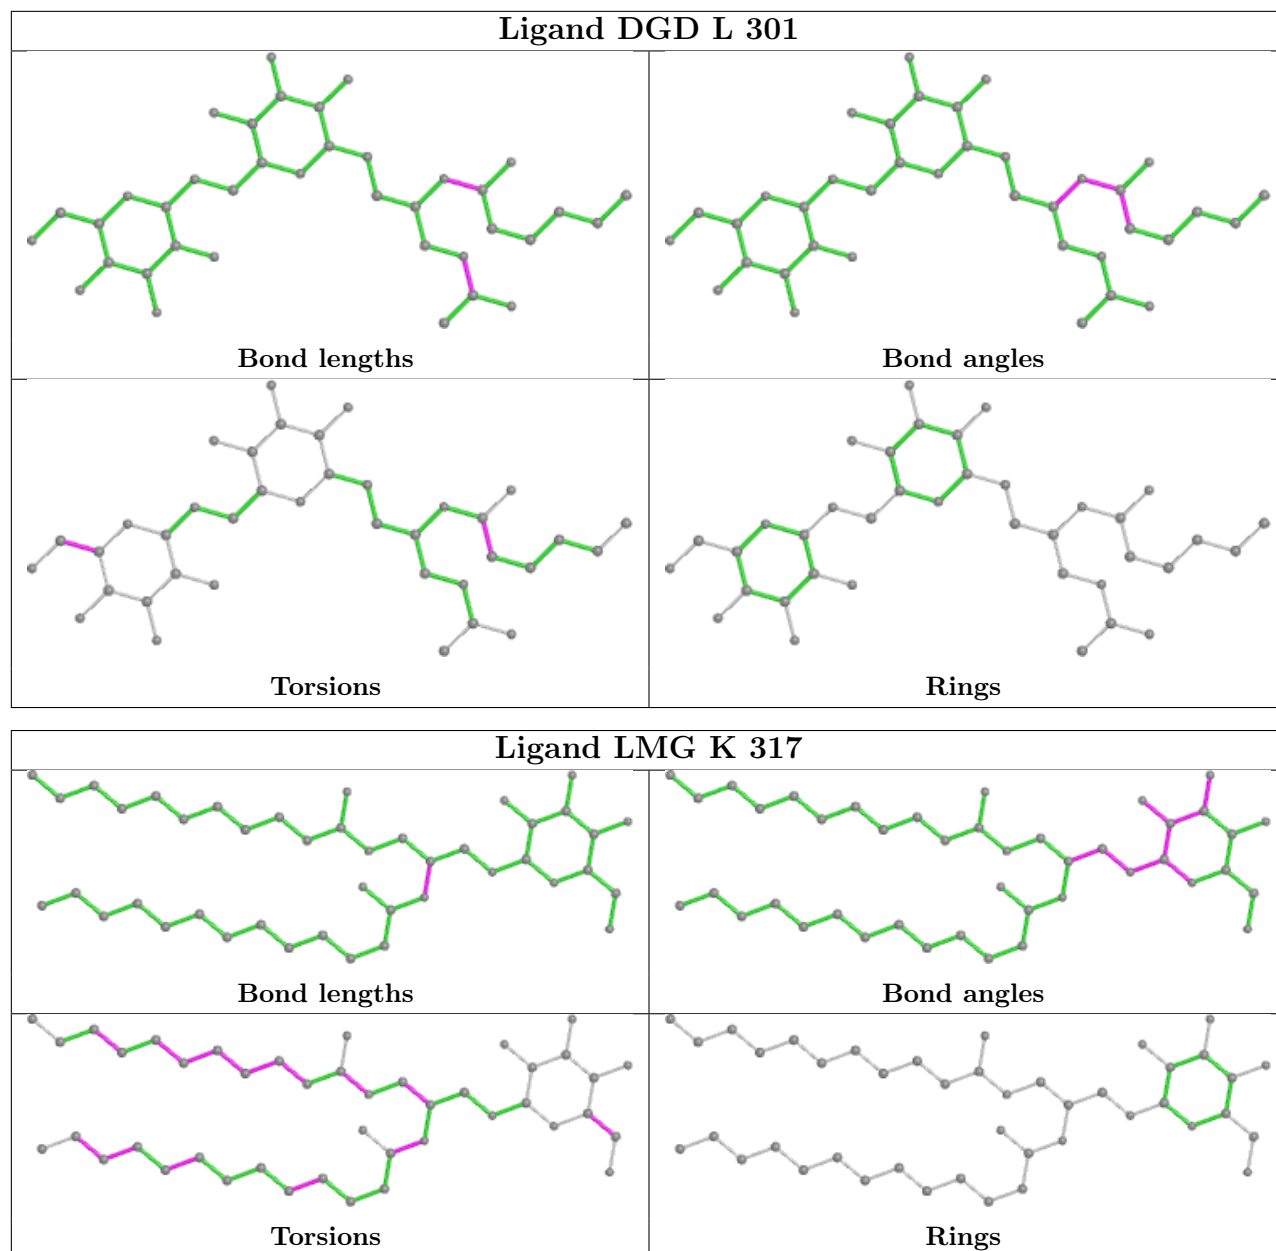 Ligand DGD L 301
Bond lengths
Bond angles
Torsions
Rings
Ligand LMG K 317
Bond lengths
Bond angles
Torsions
Rings